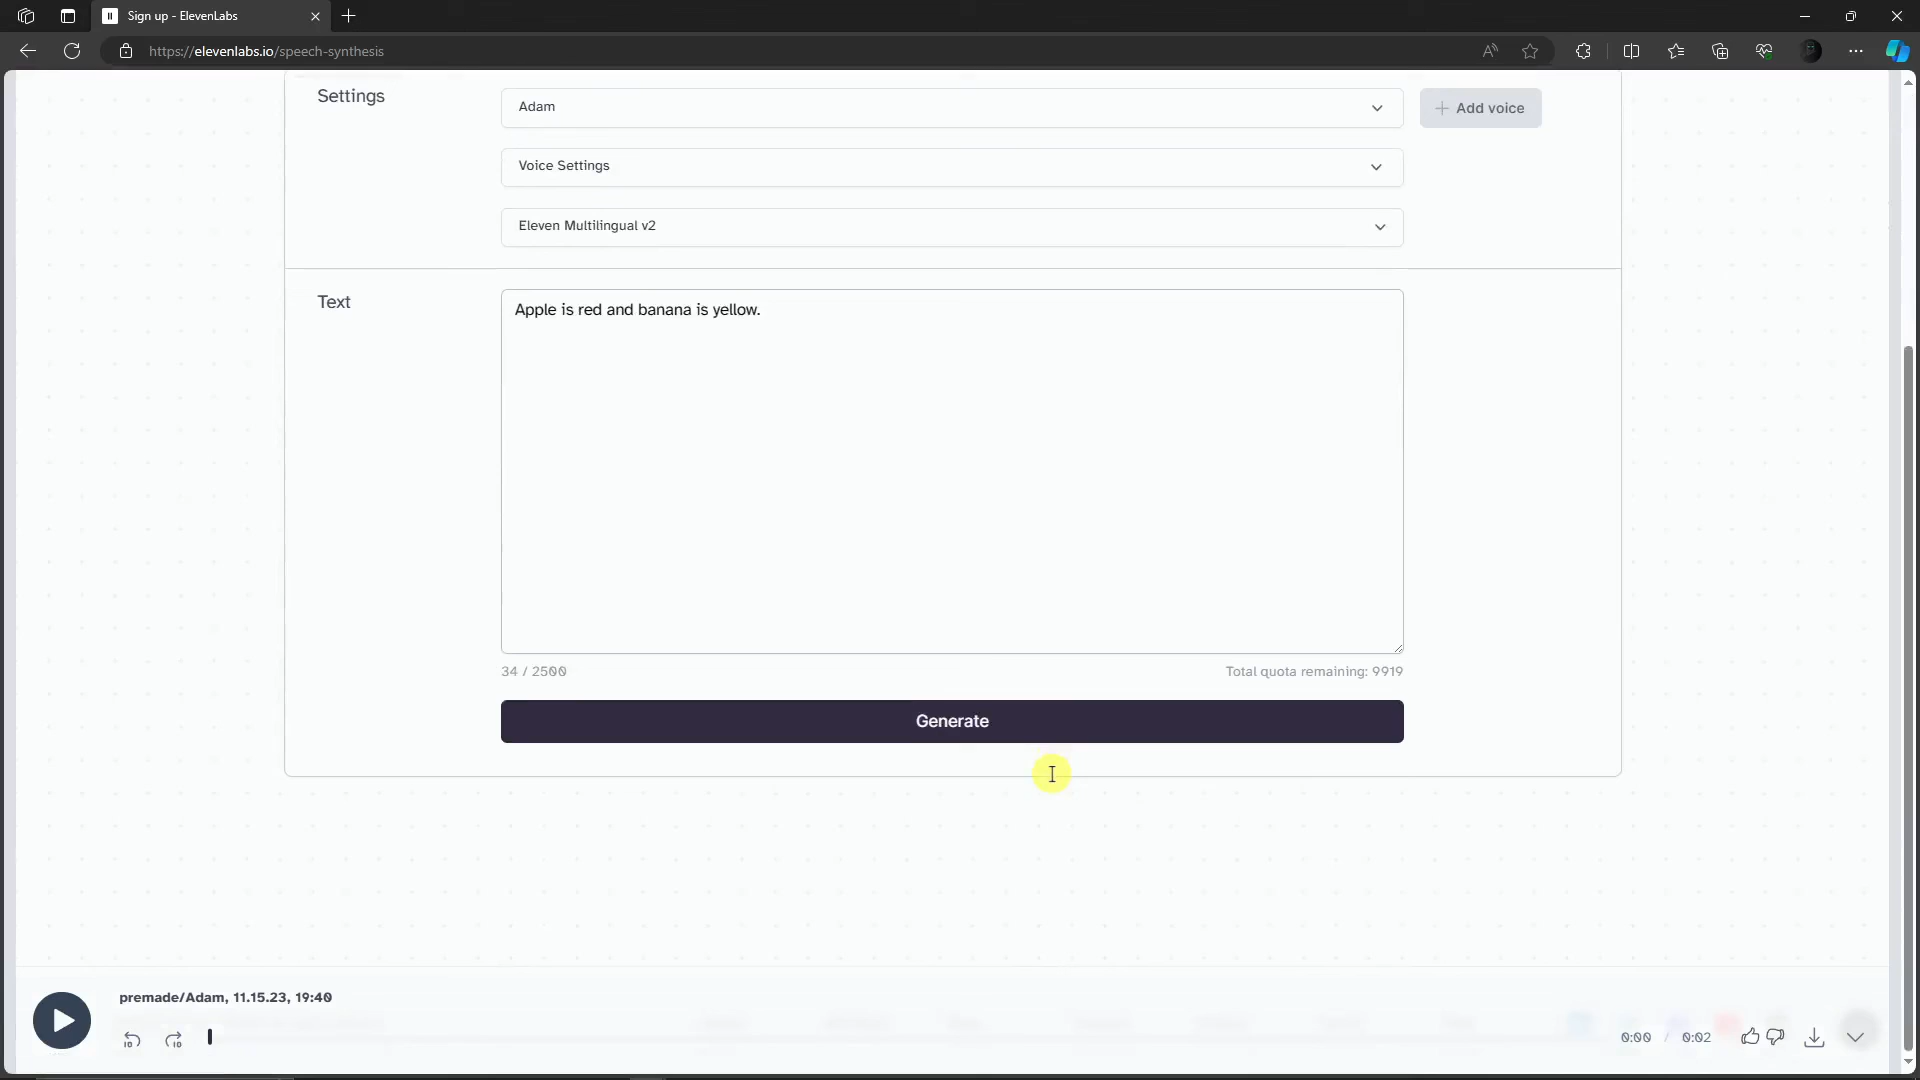 Sign up - ElevenLabs
https://elevenlabs.io/speech-synthesis
Settings
Adam
Add voice
Voice Settings
Eleven Multilingual v2
Text
Apple is red and banana is yellow.
34 / 2500
Total quota remaining: 9919
Generate
premade/Adam, 11.15.23, 19:40
10
10
0:00 / 0:02